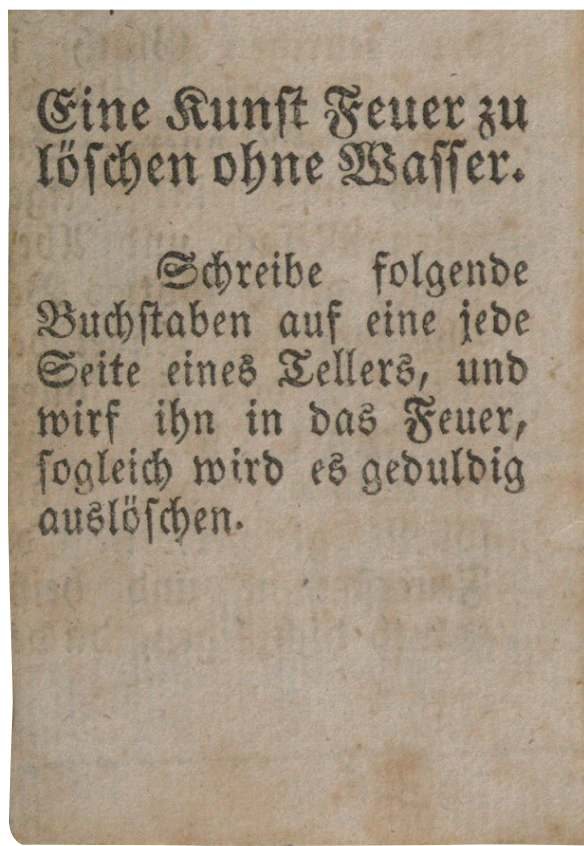 Eine Kunſt Feuer zu
löſchen ohne Waſſer.
Schreibe folgende
Buchſtaben auf eine jede
Seite eines Tellers, und
wirf ihn in das Feuer,
ſogleich wird es geduldig
auslöſchen.